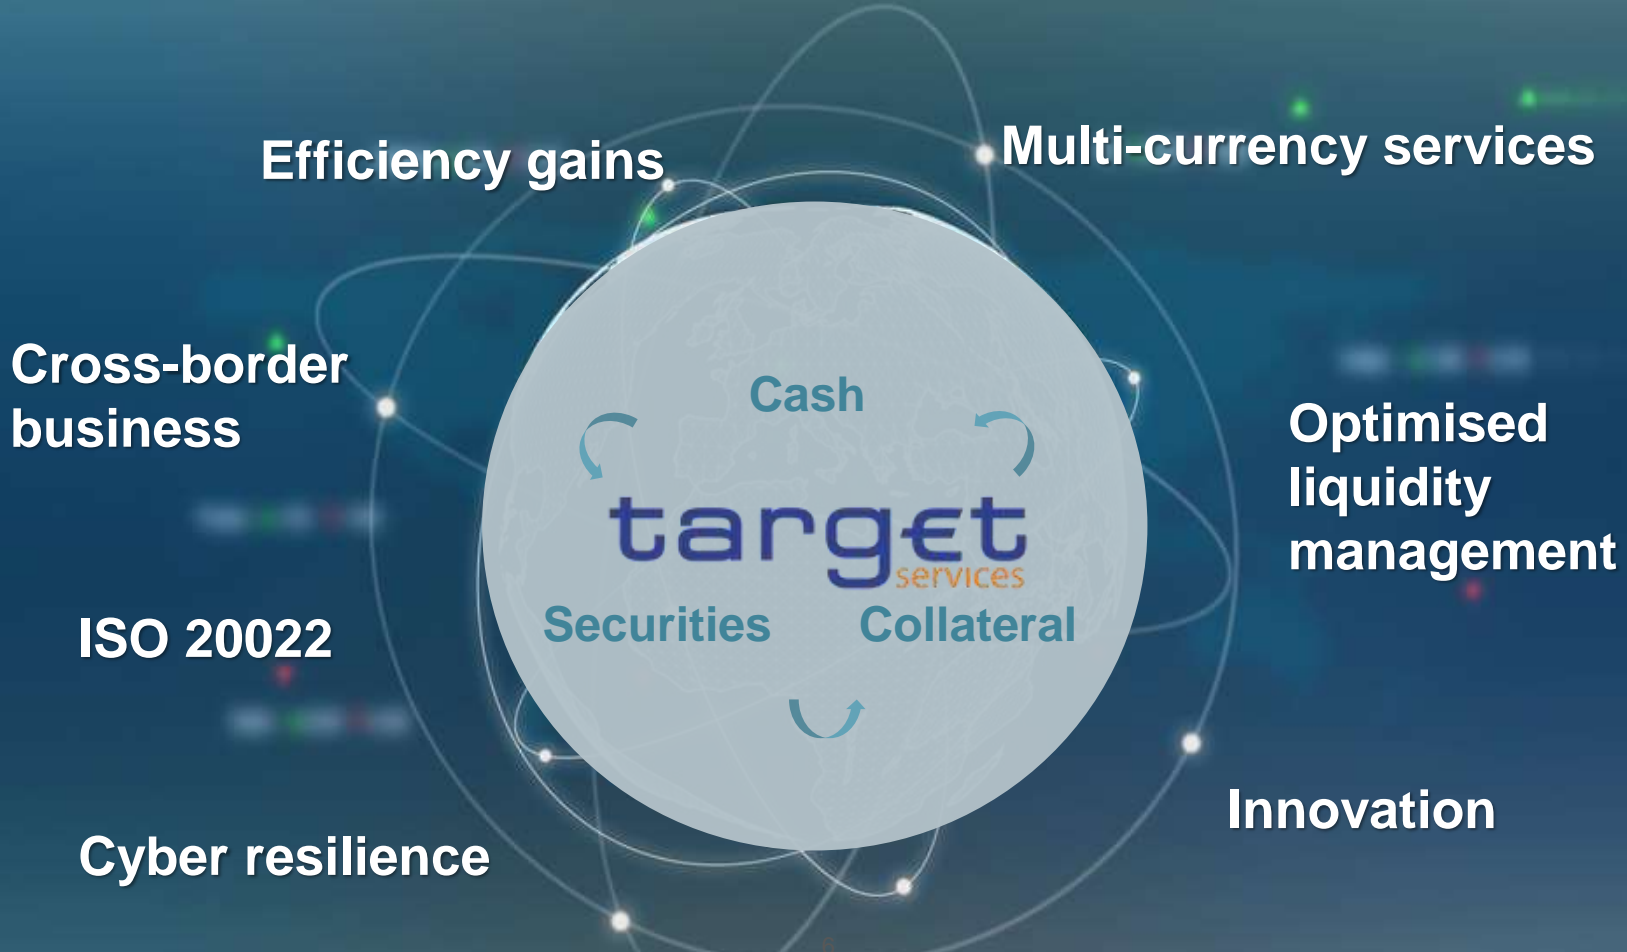 Efficiency gains
Multi-currency services
Cross-border
business
Cash
Optimised
liquidity
management
targ€t
services
ISO 20022
Securities
Collateral
Innovation
Cyber resilience